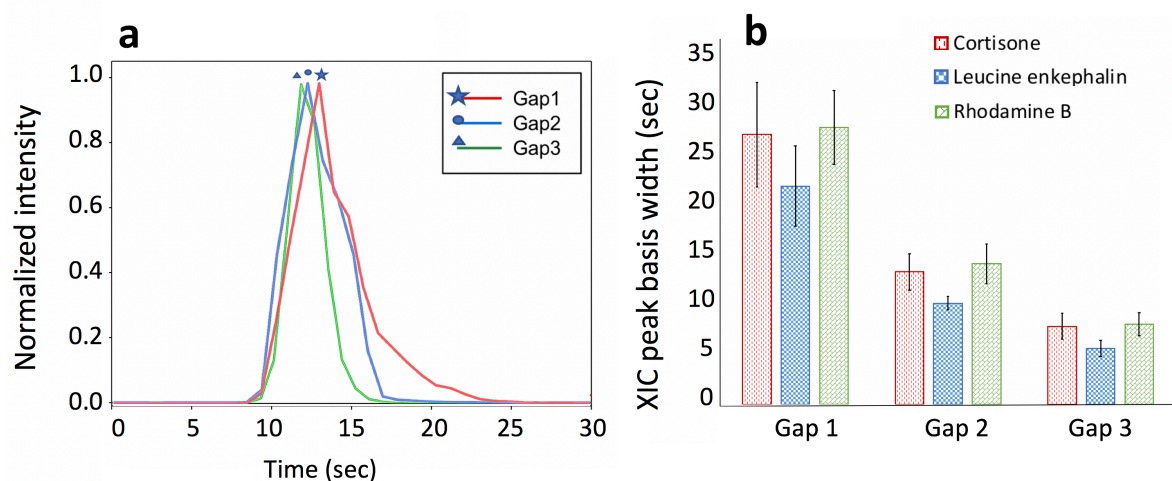 a
Normalized intensity
1.0
0.8
0.6
0.4
0.2
0.0
0 5 10 15 20 25 30
Time (sec)
Gap1
Gap2
Gap3
b
XIC peak basis width (sec)
35
30
25
20
15
10
5
0
Gap 1 Gap 2 Gap 3
Cortisone
Leucine enkephalin
Rhodamine B